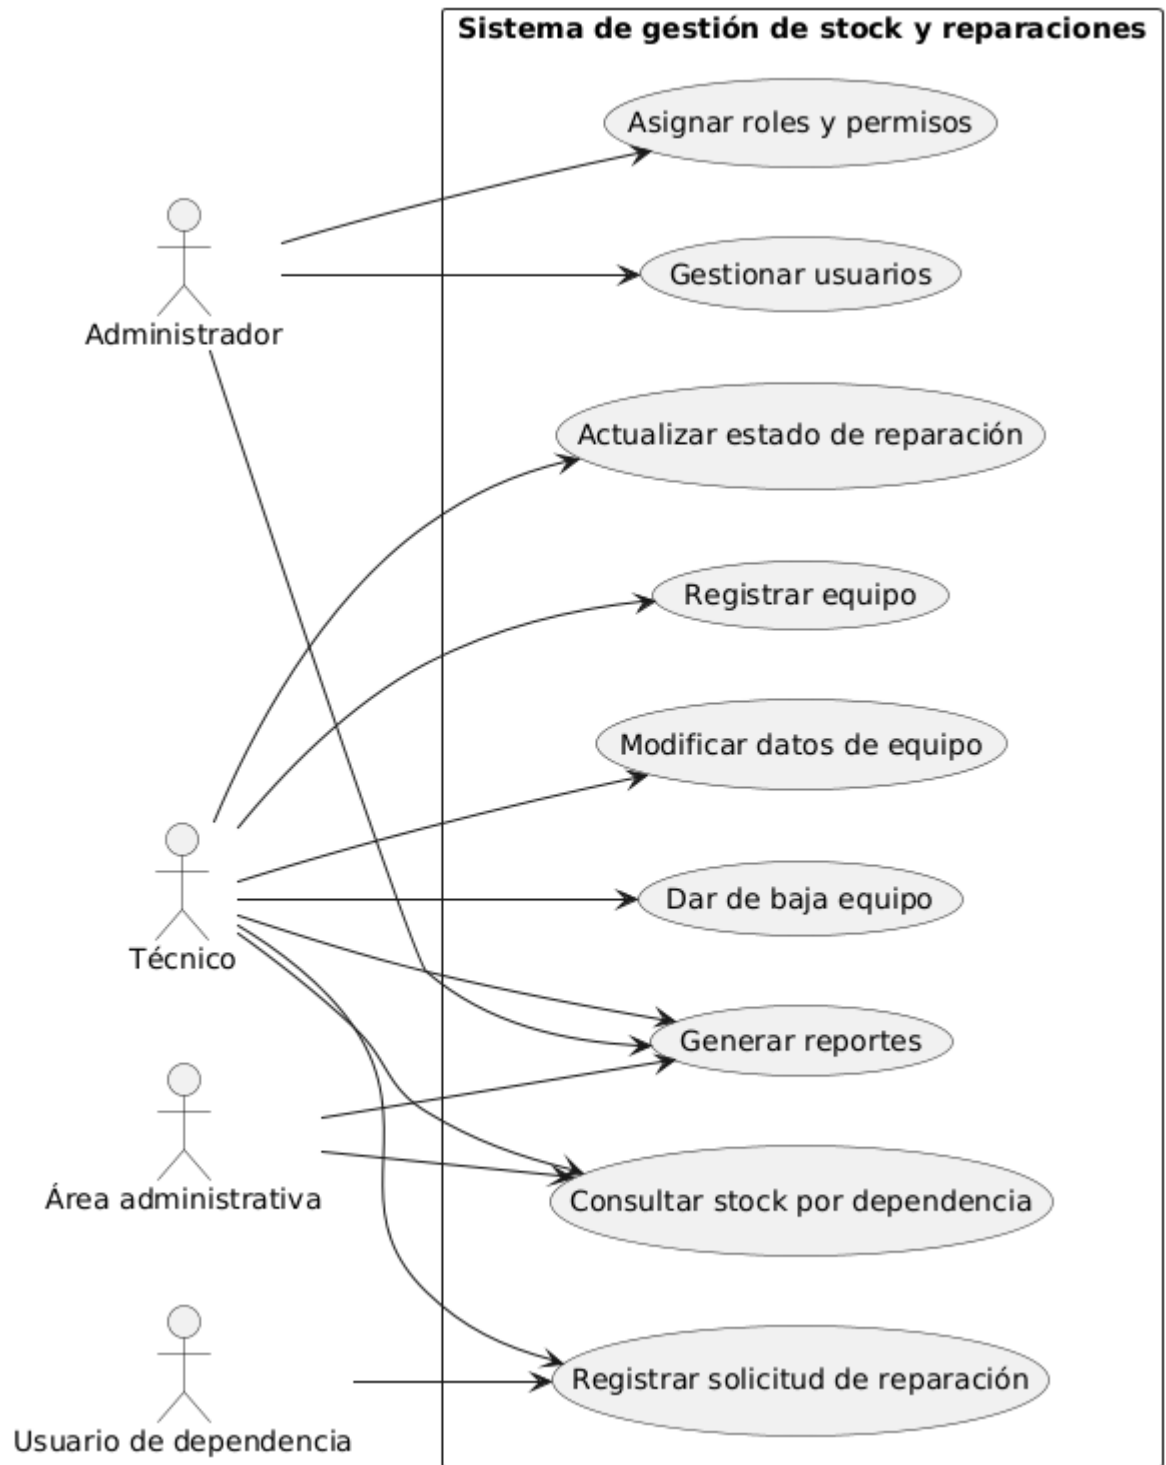 Sistema de gestión de stock y reparaciones
Asignar roles y permisos
Gestionar usuarios
Administrador
Actualizar estado de reparación
Registrar equipo
Modificar datos de equipo
Dar de baja equipo
Técnico
Generar reportes
Área administrativa
Consultar stock por dependencia
Registrar solicitud de reparación
Usuario de dependencia